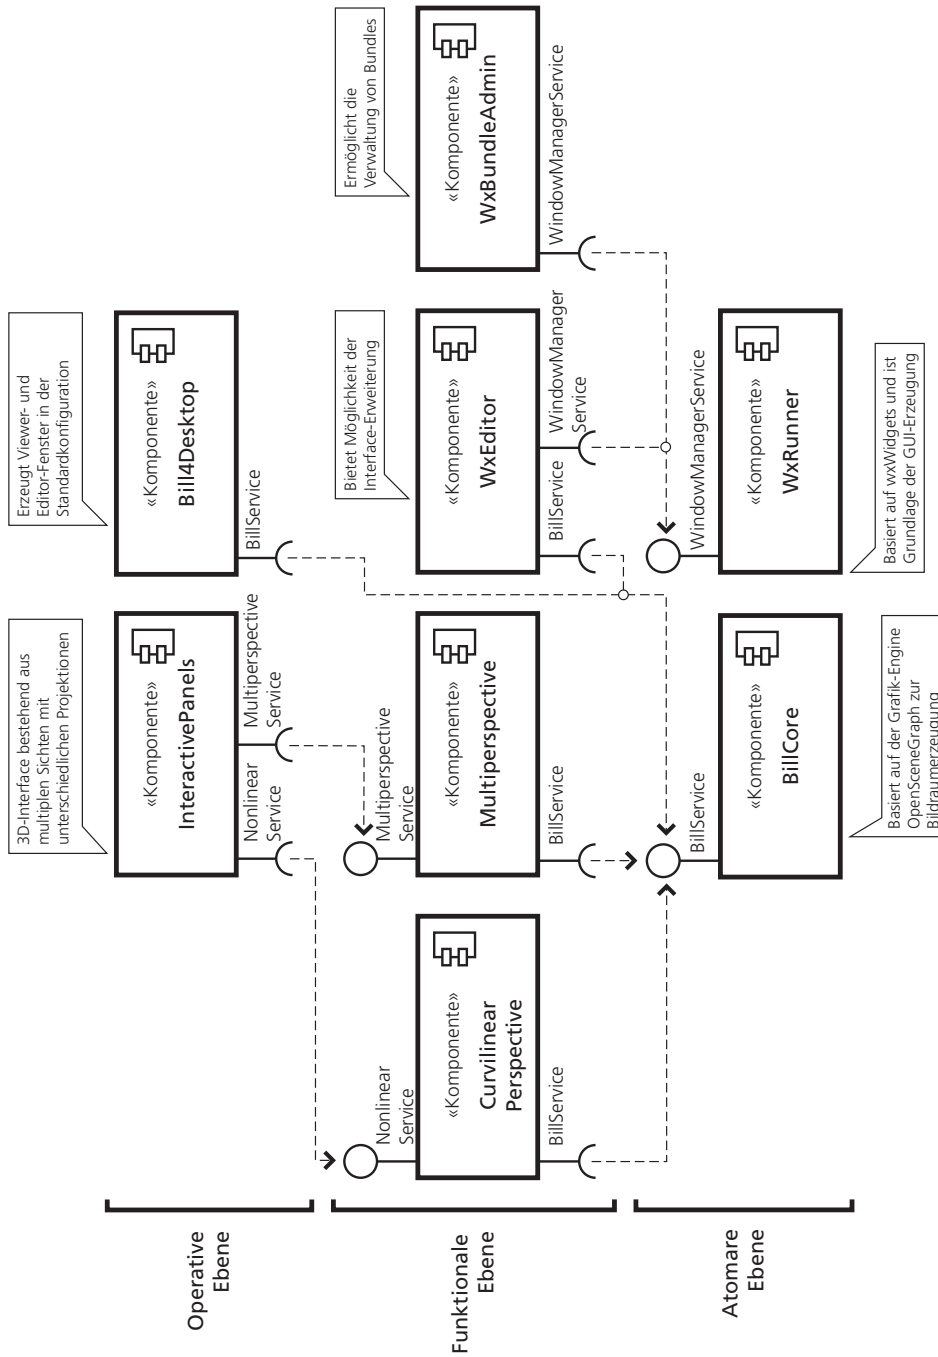 Operative
Ebene
3D-Interface bestehend aus
multiplen Sichten mit
unterschiedlichen Projektionen
«Komponente»
InteractivePanels
Nonlinear
Service
Multiperspective
Service
Erzeugt Viewer- und
Editor-Fenster in der
Standardkonfiguration
«Komponente»
Bill4Desktop
BillService
Funktionale
Ebene
Nonlinear
Service
«Komponente»
Curvilinear
Perspective
BillService
Multiperspective
Service
«Komponente»
Multiperspective
BillService
Bietet Möglichkeit der
Interface-Erweiterung
«Komponente»
WxEditor
BillService
WindowManager
Service
Ermöglicht die
Verwaltung von Bundles
«Komponente»
WxBundleAdmin
WindowManagerService
Atomare
Ebene
BillService
«Komponente»
BillCore
Basiert auf der Grafik-Engine
OpenSceneGraph zur
Bildraumerzeugung
WindowManagerService
«Komponente»
WxRunner
Basiert auf wxWidgets und ist
Grundlage der GUI-Erzeugung